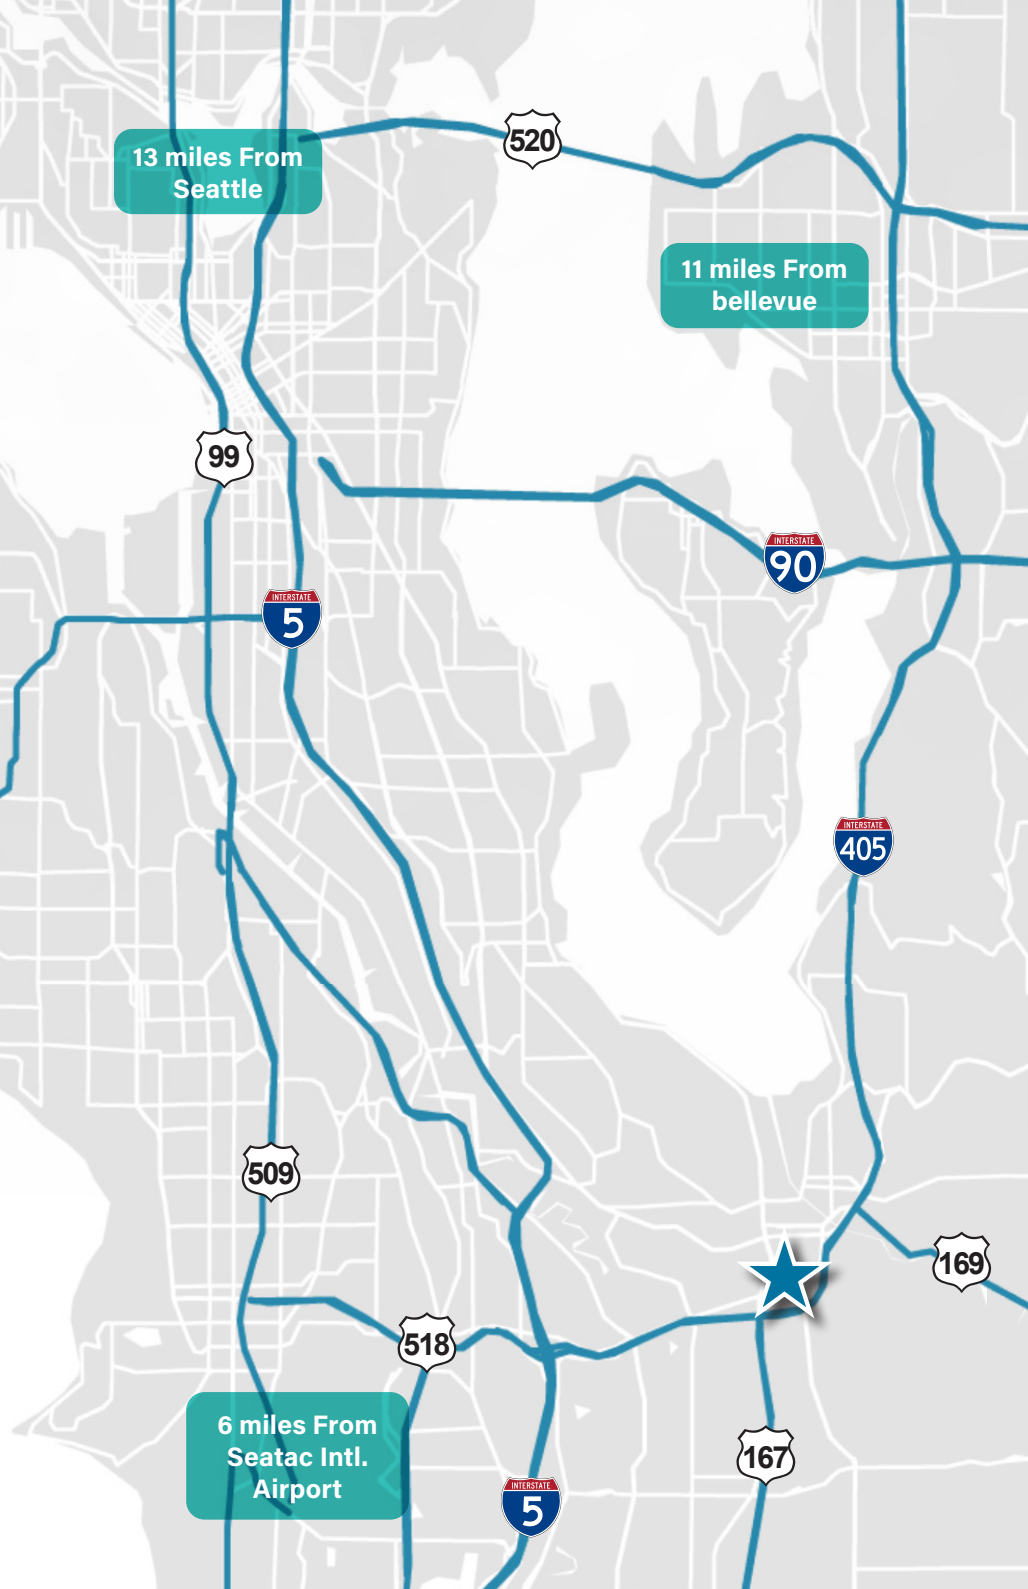 520
13 miles From
Seattle
11 miles From
bellevue
99
INTERSTATE
90
INTERSTATE
5
INTERSTATE
405
509
169
518
6 miles From
Seatac Intl.
Airport
167
INTERSTATE
5